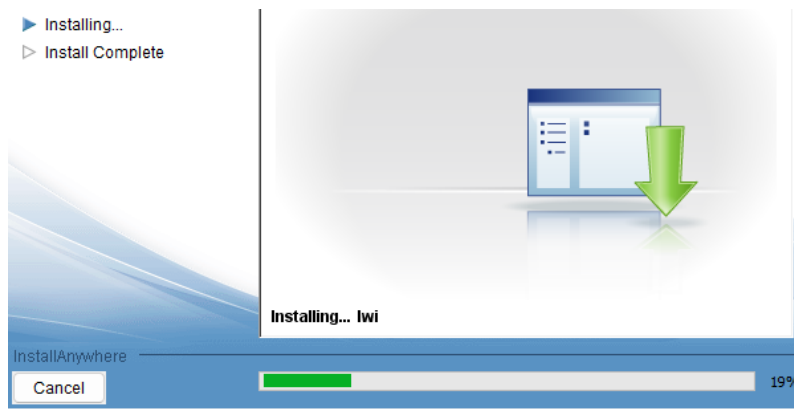 Installing...
Install Complete
Installing... lwi
InstallAnywhere
Cancel
19%